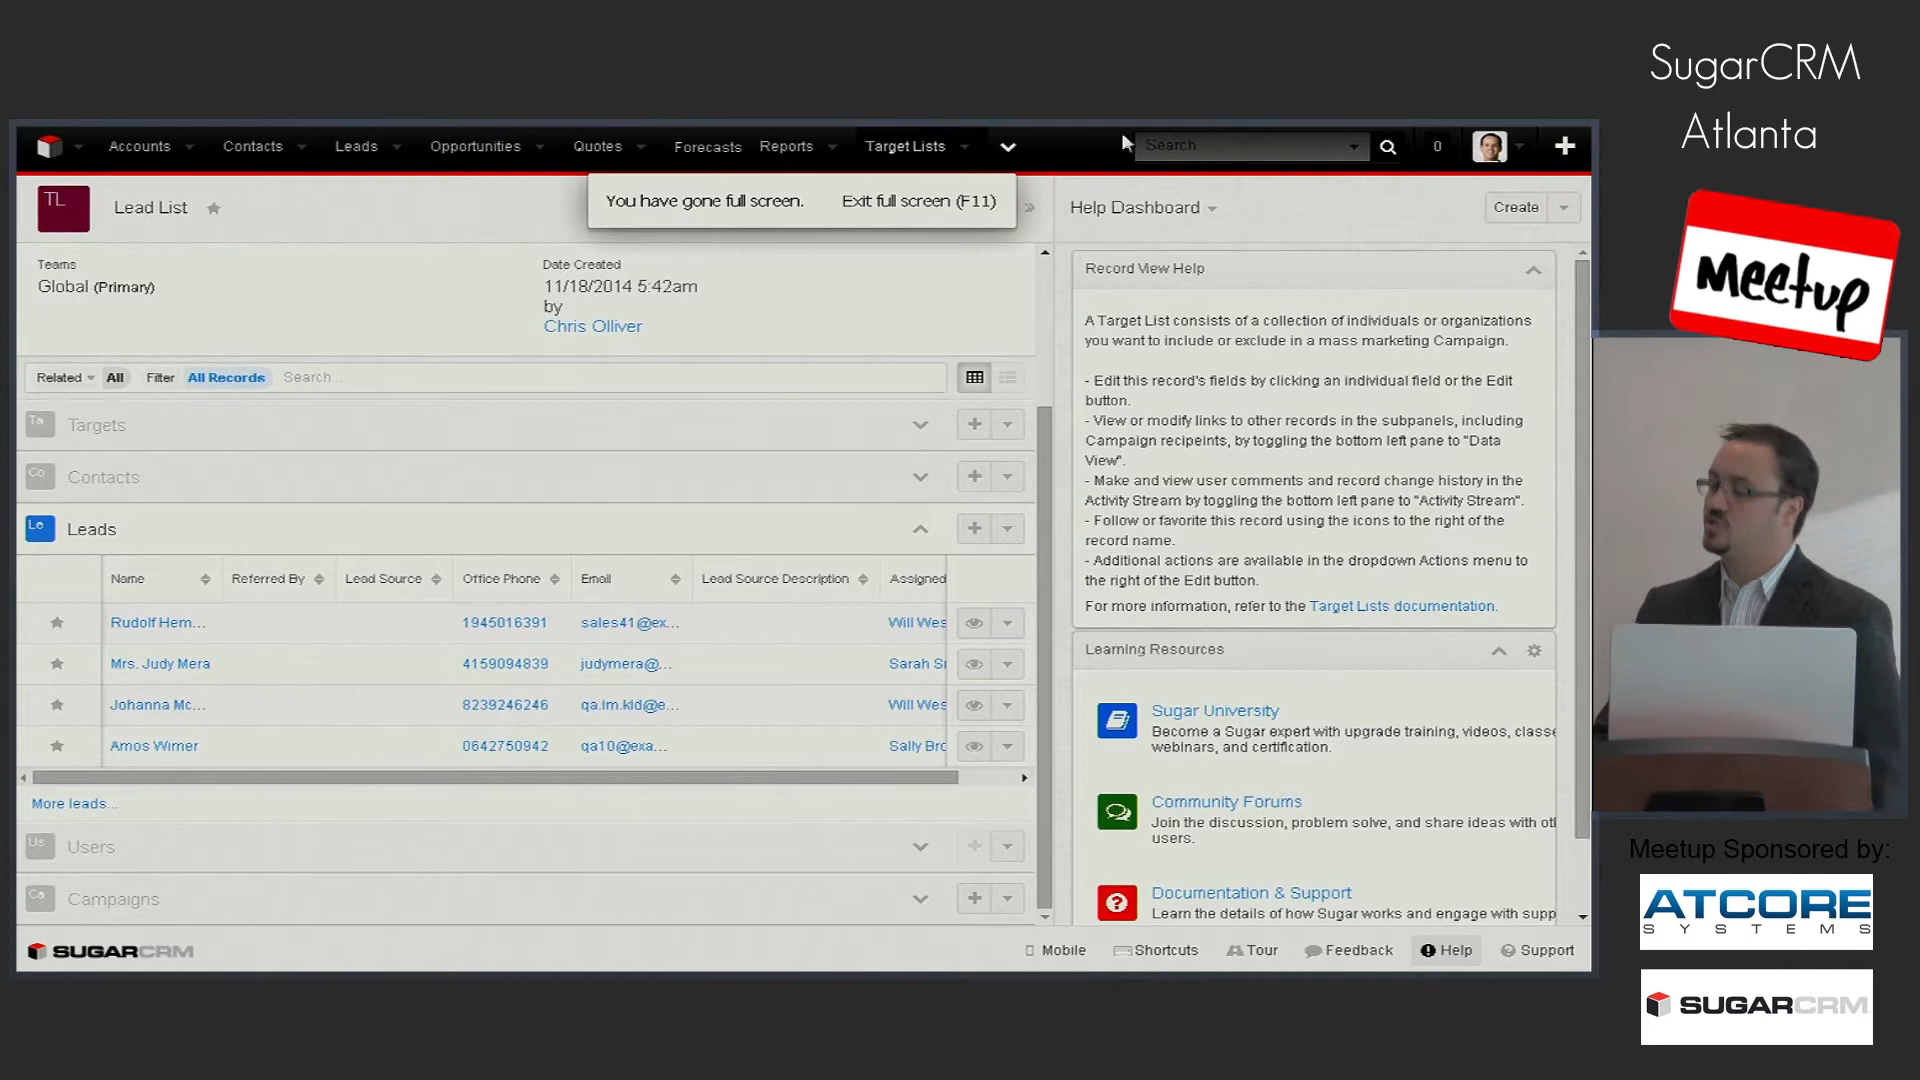 SugarCRM
Atlanta
Meetup
Accounts
Contacts
Leads
Opportunities
Quotes
Forecasts
Reports
Target Lists
Search
0
TL
Lead List
You have gone full screen. Exit full screen (F11)
Help Dashboard
Create
Teams
Global (Primary)
Date Created
11/18/2014 5:42am
by
Chris Olliver
Related All Filter All Records Search...
Ta Targets
Co Contacts
Le Leads
Name Referred By Lead Source Office Phone Email Lead Source Description Assigned
Rudolf Hem... 1945016391 sales41@ex... Will Wes
Mrs. Judy Mera 4159094839 judymera@... Sarah S
Johanna Mc... 8239246246 qa.im.kid@e... Will Wes
Amos Wimer 0642750942 qa10@exa... Sally Bro
More leads...
Us Users
Ca Campaigns
Record View Help
A Target List consists of a collection of individuals or organizations
you want to include or exclude in a mass marketing Campaign.
- Edit this record's fields by clicking an individual field or the Edit
button.
- View or modify links to other records in the subpanels, including
Campaign recipeints, by toggling the bottom left pane to "Data
View".
- Make and view user comments and record change history in the
Activity Stream by toggling the bottom left pane to "Activity Stream".
- Follow or favorite this record using the icons to the right of the
record name.
- Additional actions are available in the dropdown Actions menu to
the right of the Edit button.
For more information, refer to the Target Lists documentation.
Learning Resources
Sugar University
Become a Sugar expert with upgrade training, videos, classe
webinars, and certification.
Community Forums
Join the discussion, problem solve, and share ideas with ot
users.
Documentation & Support
Learn the details of how Sugar works and engage with supp
SUGARCRM
Mobile Shortcuts Tour Feedback Help Support
Meetup Sponsored by:
ATCORE
SYSTEMS
SUGARCRM